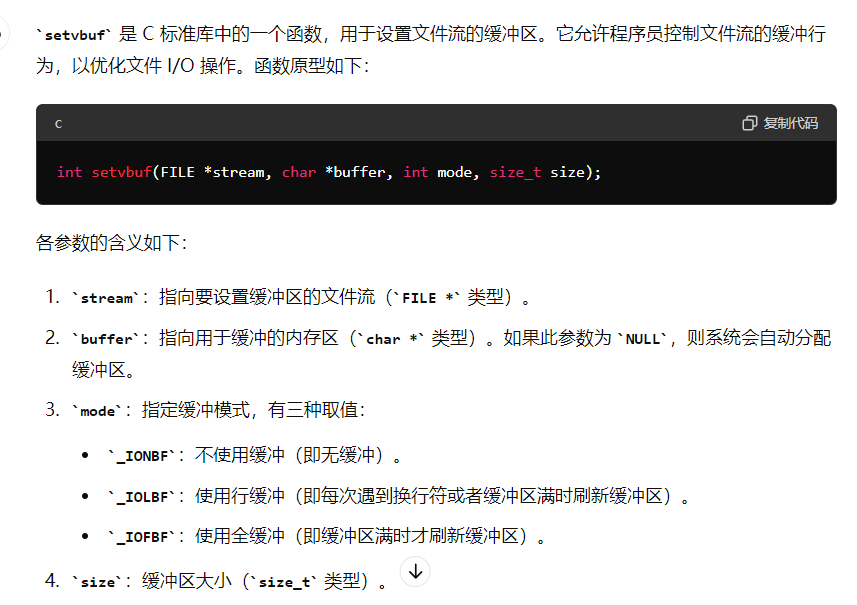 `setvbuf` 是 C 标准库中的一个函数，用于设置文件流的缓冲区。它允许程序员控制文件流的缓冲行
为，以优化文件 I/O 操作。函数原型如下：
c 复制代码
int setvbuf(FILE *stream, char *buffer, int mode, size_t size);
各参数的含义如下：
1. `stream`：指向要设置缓冲区的文件流（`FILE *` 类型）。
2. `buffer`：指向用于缓冲的内存区（`char *` 类型）。如果此参数为 `NULL`，则系统会自动分配
缓冲区。
3. `mode`：指定缓冲模式，有三种取值：
• `_IONBF`：不使用缓冲（即无缓冲）。
• `_IOLBF`：使用行缓冲（即每次遇到换行符或者缓冲区满时刷新缓冲区）。
• `_IOFBF`：使用全缓冲（即缓冲区满时才刷新缓冲区）。
4. `size`：缓冲区大小（`size_t` 类型）。